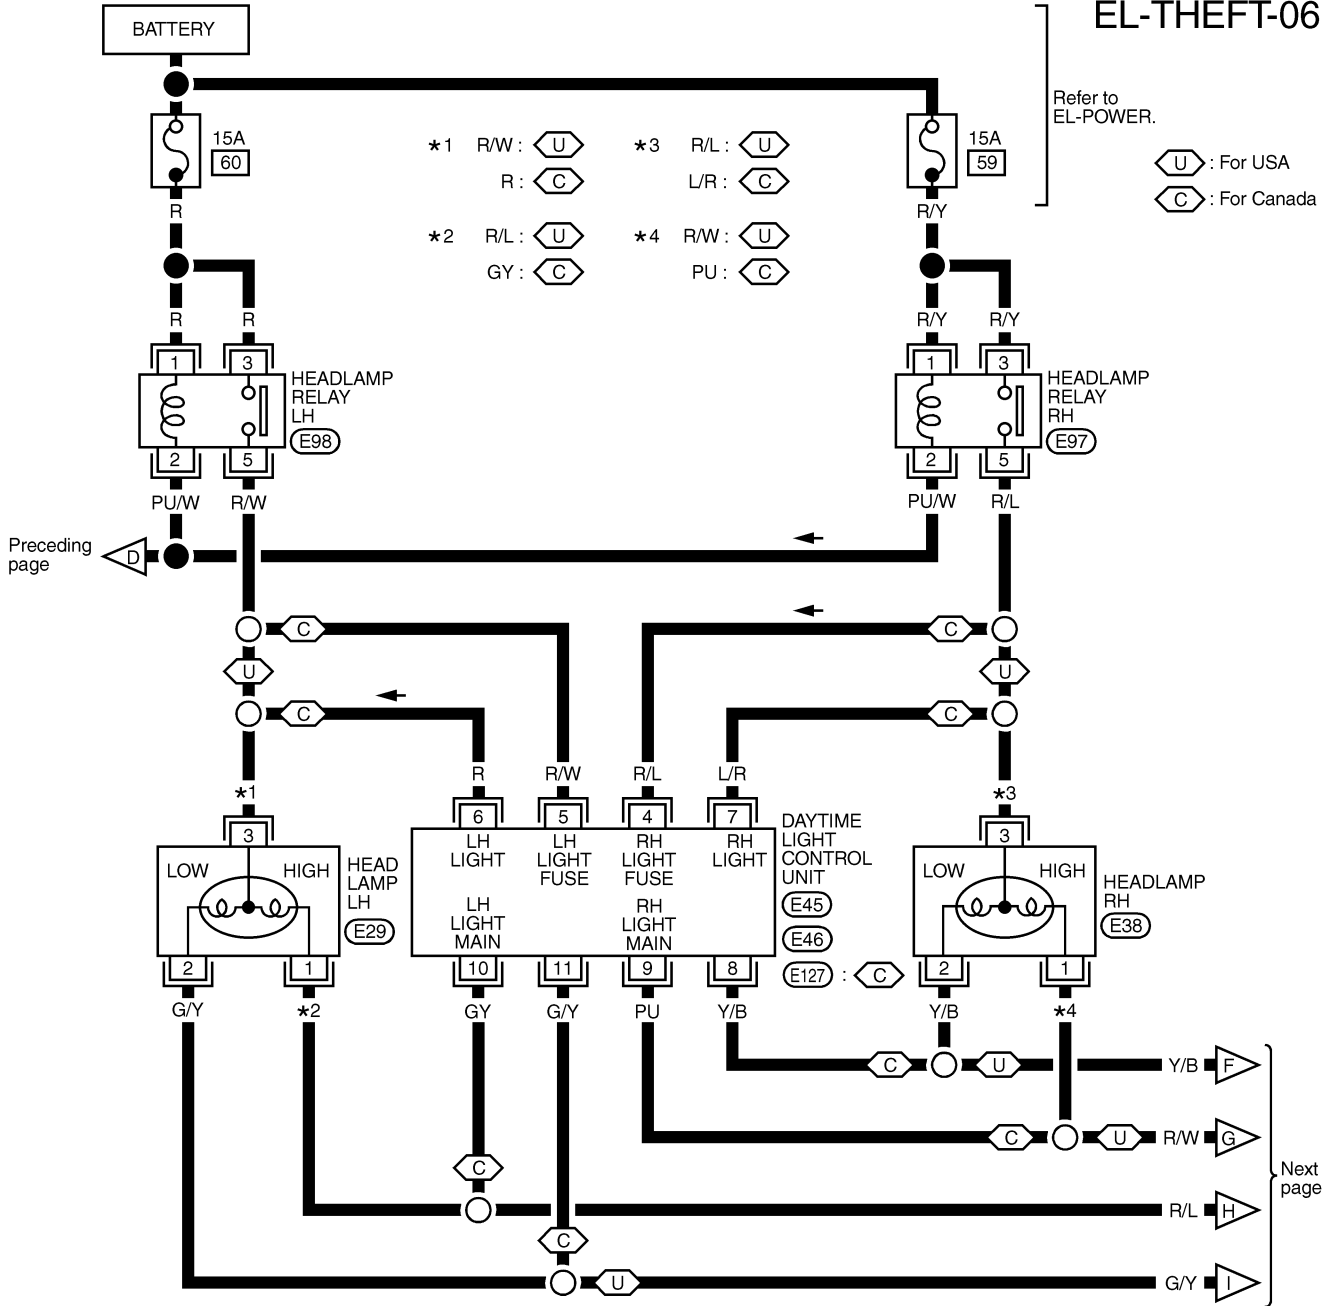 EL-THEFT-06
BATTERY
Refer to
EL-POWER.
15A
60
15A
59
*1 R/W : U
R : C
*3 R/L : U
L/R : C
*2 R/L : U
GY : C
*4 R/W : U
PU : C
U : For USA
C : For Canada
R
R/Y
R
R
R/Y
R/Y
1
3
1
3
HEADLAMP
RELAY
LH
E98
HEADLAMP
RELAY
RH
E97
2
5
2
5
PU/W
R/W
PU/W
R/L
Preceding
page
D
C
C
U
U
C
C
R
R/W
R/L
L/R
*1
*3
3
6
5
4
7
3
LOW
HIGH
HEAD
LAMP
LH
E29
LH
LIGHT
LH
LIGHT
FUSE
RH
LIGHT
FUSE
RH
LIGHT
LH
LIGHT
MAIN
RH
LIGHT
MAIN
DAYTIME
LIGHT
CONTROL
UNIT
E45
E46
E127 : C
LOW
HIGH
HEADLAMP
RH
E38
2
1
10
11
9
8
2
1
G/Y
*2
GY
G/Y
PU
Y/B
Y/B
*4
C
U
Y/B
F
C
U
R/W
G
C
R/L
H
C
U
G/Y
I
Next
page